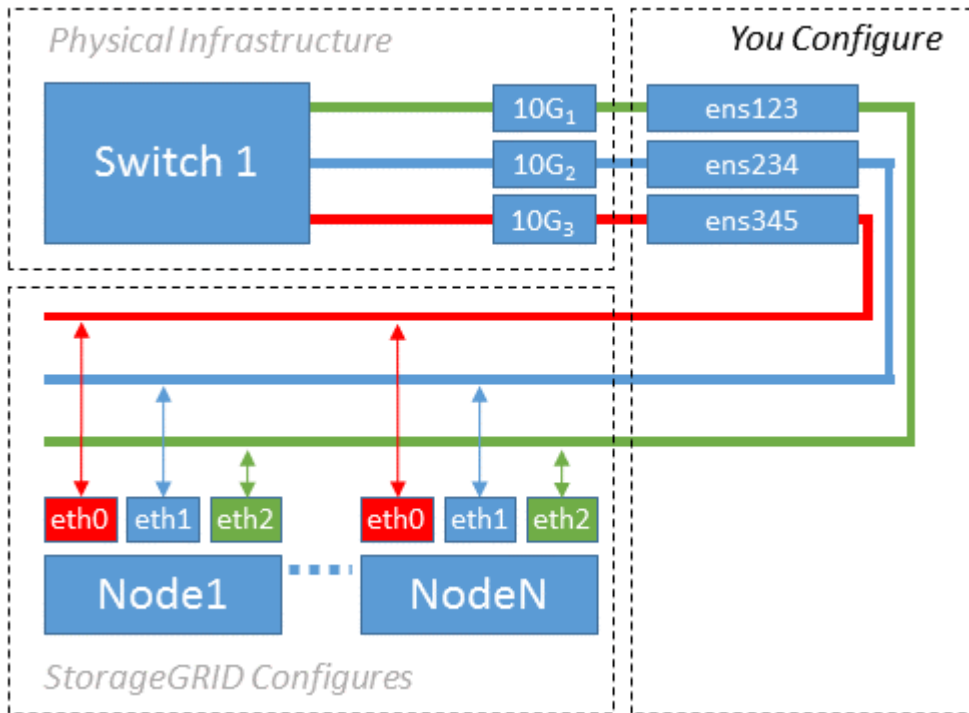 Physical Infrastructure
You Configure
Switch 1
10G₁
ens123
10G₂
ens234
10G₃
ens345
eth0
eth1
eth2
eth0
eth1
eth2
Node1
NodeN
StorageGRID Configures